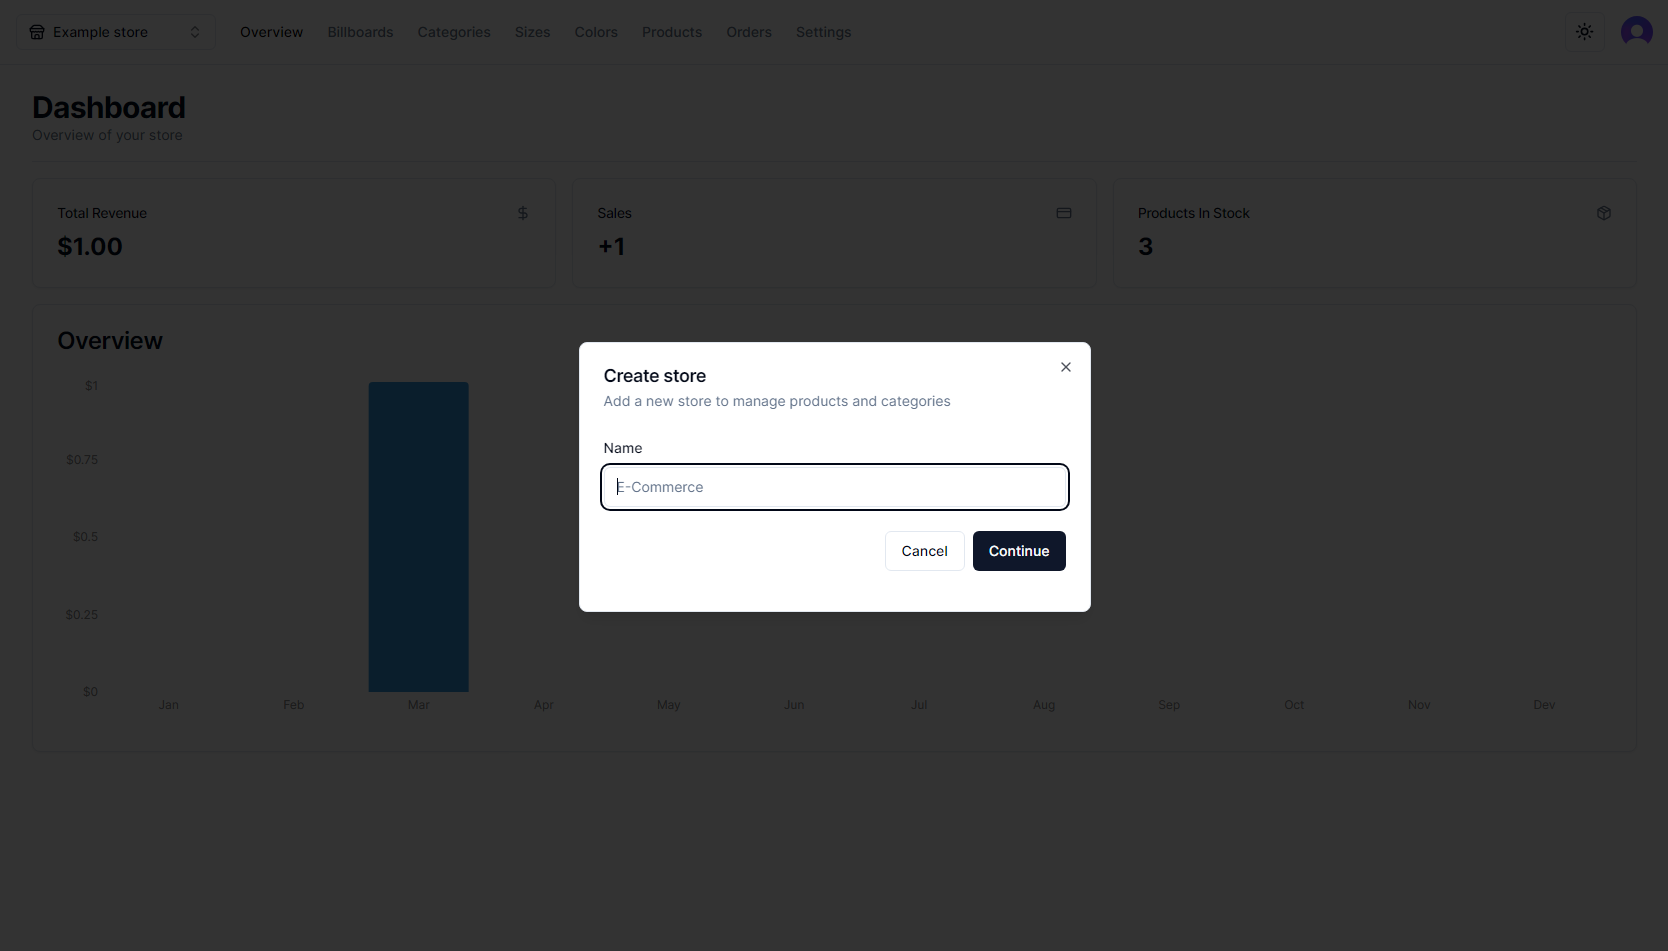 Example store
Overview
Billboards
Categories
Sizes
Colors
Products
Orders
Settings
Dashboard
Overview of your store
Total Revenue
$1.00
Sales
+1
Products In Stock
3
Overview
$1
$0.75
$0.5
$0.25
$0
Jan
Feb
Mar
Apr
May
Jun
Jul
Aug
Sep
Oct
Nov
Dev
Create store
Add a new store to manage products and categories
Name
E-Commerce
Cancel
Continue